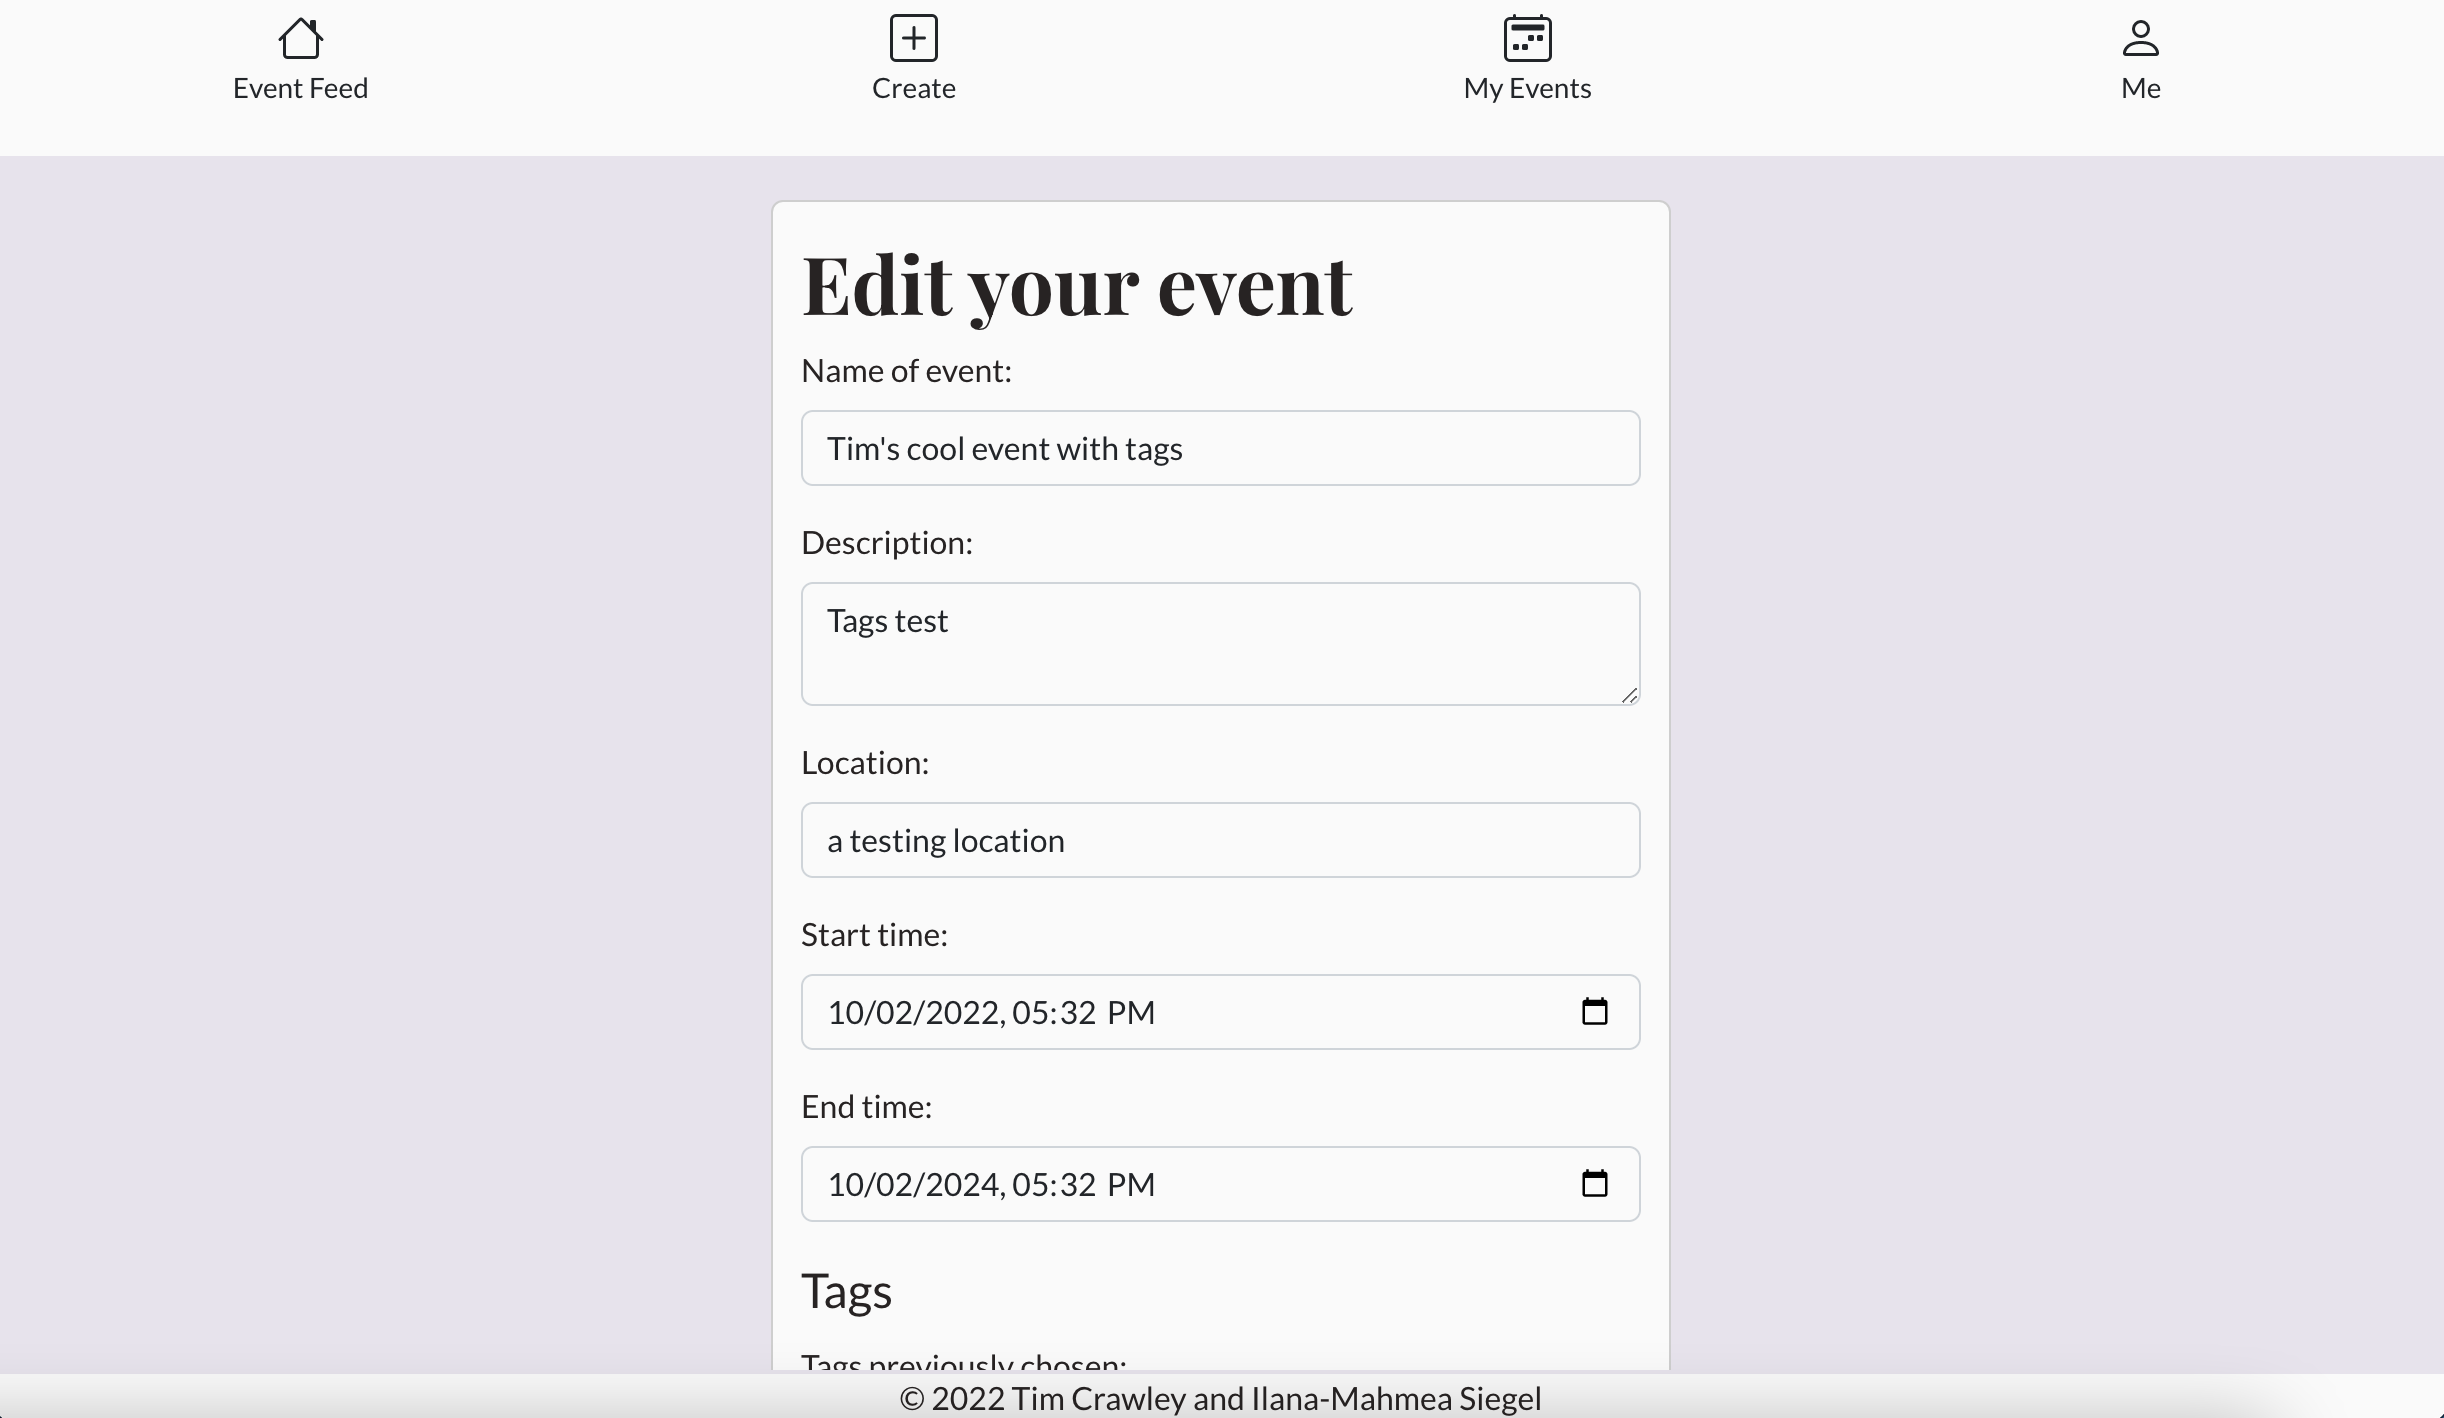 Event Feed
Create
My Events
Me
Edit your event
Name of event:
Tim's cool event with tags
Description:
Tags test
Location:
a testing location
Start time:
10/02/2022, 05:32 PM
End time:
10/02/2024, 05:32 PM
Tags
Tags previously chosen:
© 2022 Tim Crawley and Ilana-Mahmea Siegel